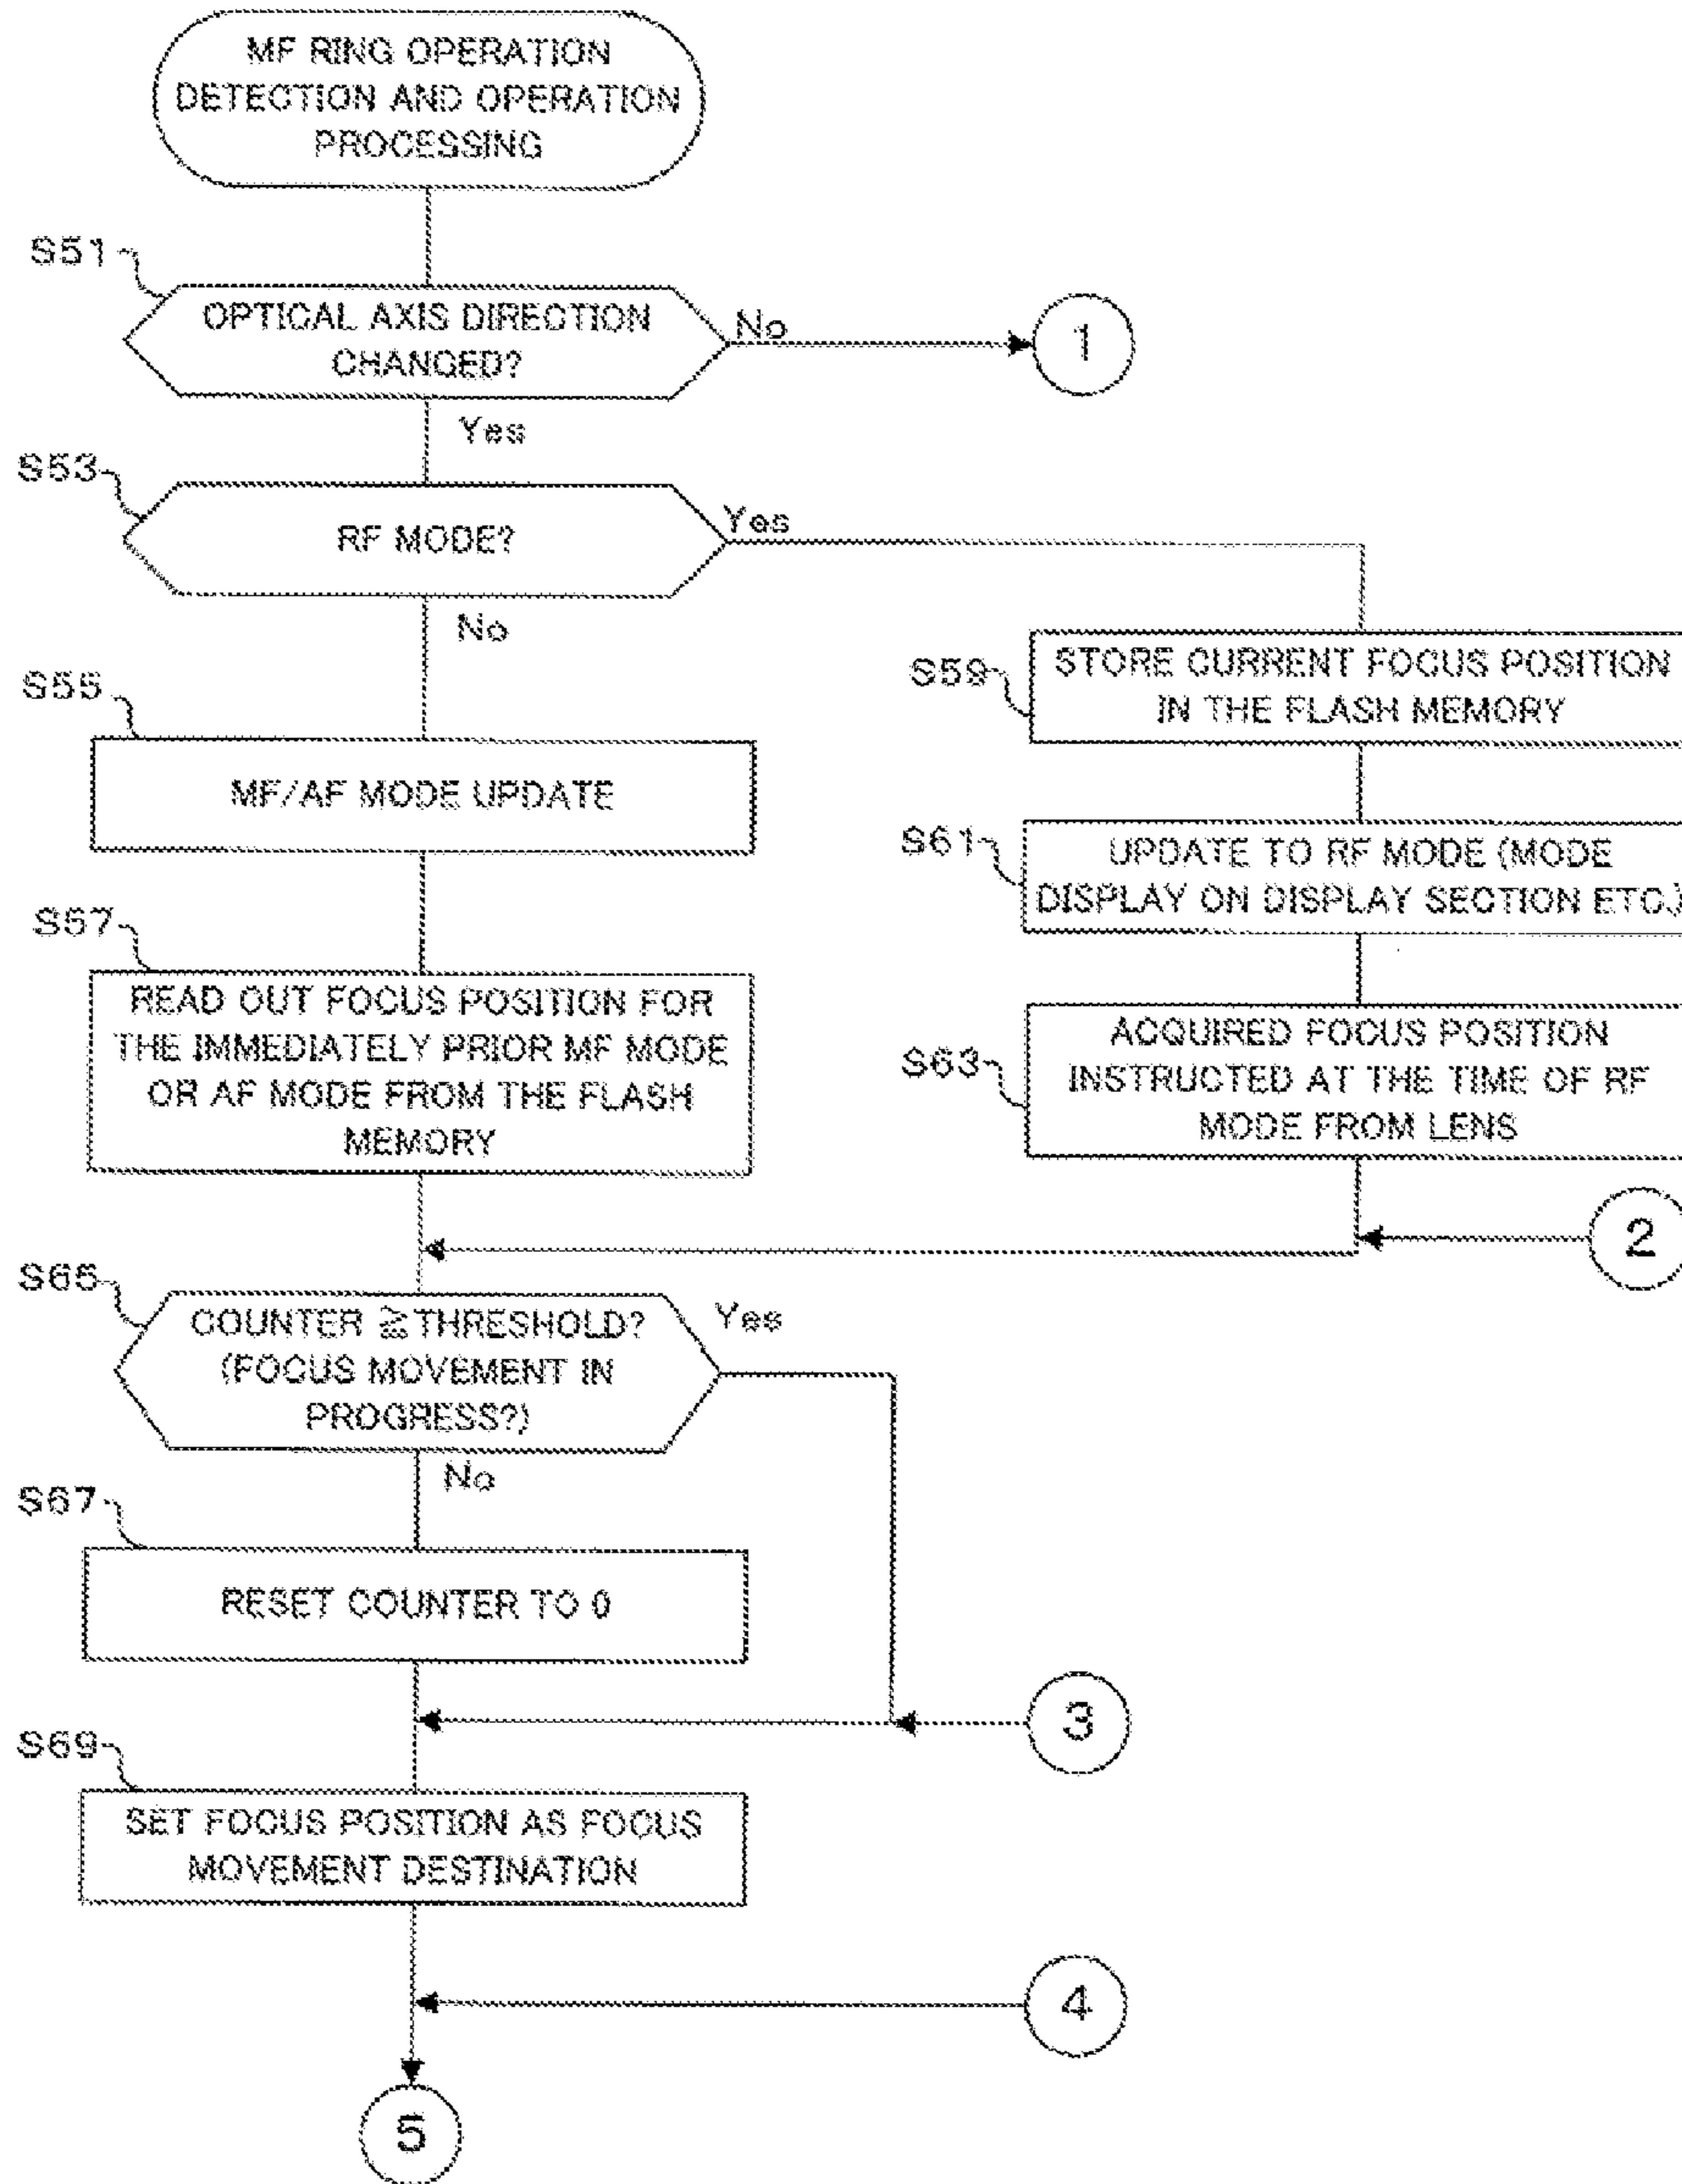 MF RING OPERATION
DETECTION AND OPERATION
PROCESSING
S51
OPTICAL AXIS DIRECTION
CHANGED?
No
1
Yes
S53
RF MODE?
Yes
No
S55
MF/AF MODE UPDATE
S59
STORE CURRENT FOCUS POSITION
IN THE FLASH MEMORY
S61
UPDATE TO RF MODE (MODE
DISPLAY ON DISPLAY SECTION ETC.)
S57
READ OUT FOCUS POSITION FOR
THE IMMEDIATELY PRIOR MF MODE
OR AF MODE FROM THE FLASH
MEMORY
S63
ACQUIRED FOCUS POSITION
INSTRUCTED AT THE TIME OF RF
MODE FROM LENS
2
S65
COUNTER ≧ THRESHOLD?
(FOCUS MOVEMENT IN
PROGRESS?)
Yes
No
S67
RESET COUNTER TO 0
3
S69
SET FOCUS POSITION AS FOCUS
MOVEMENT DESTINATION
4
5